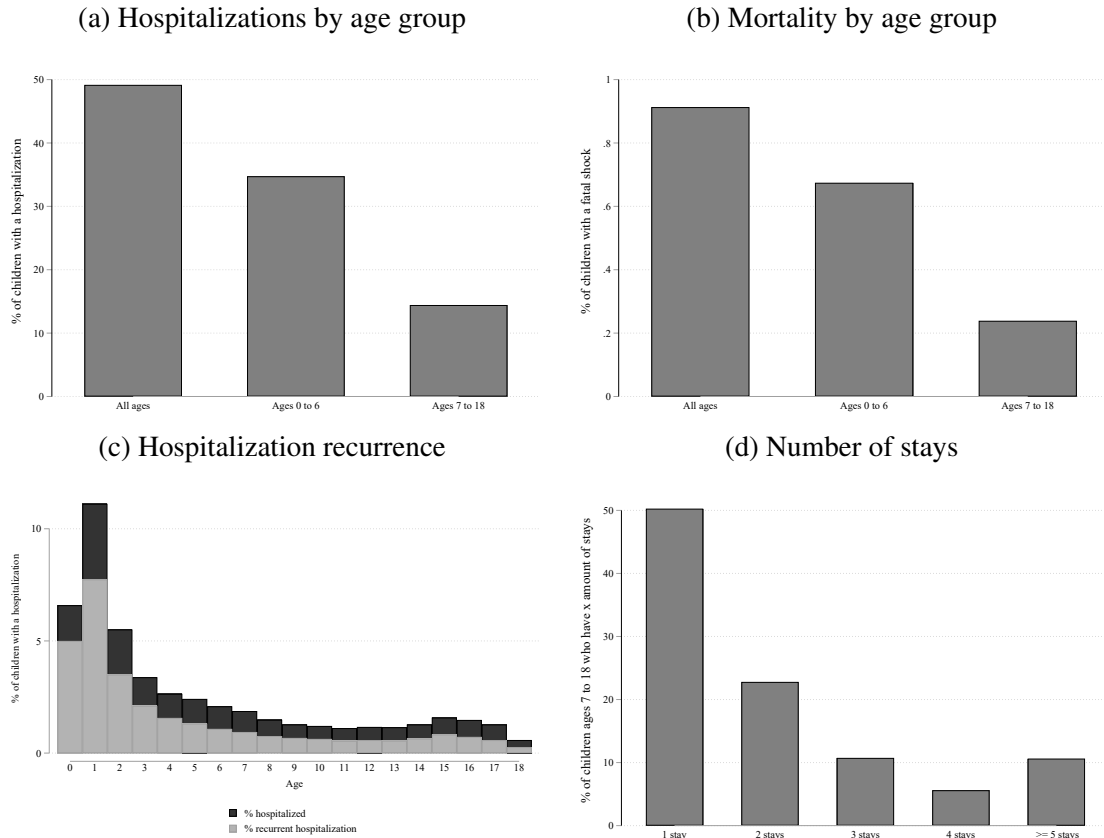 (a) Hospitalizations by age group
% of children with a hospitalization
50
40
30
20
10
0
All ages
Ages 0 to 6
Ages 7 to 18
(b) Mortality by age group
% of children with a fatal shock
1
.8
.6
.4
.2
0
All ages
Ages 0 to 6
Ages 7 to 18
(c) Hospitalization recurrence
% of children with a hospitalization
10
5
0
0 1 2 3 4 5 6 7 8 9 10 11 12 13 14 15 16 17 18
Age
% hospitalized
% recurrent hospitalization
(d) Number of stays
% of children ages 7 to 18 who have x amount of stays
50
40
30
20
10
0
1 stay
2 stays
3 stays
4 stays
>= 5 stays